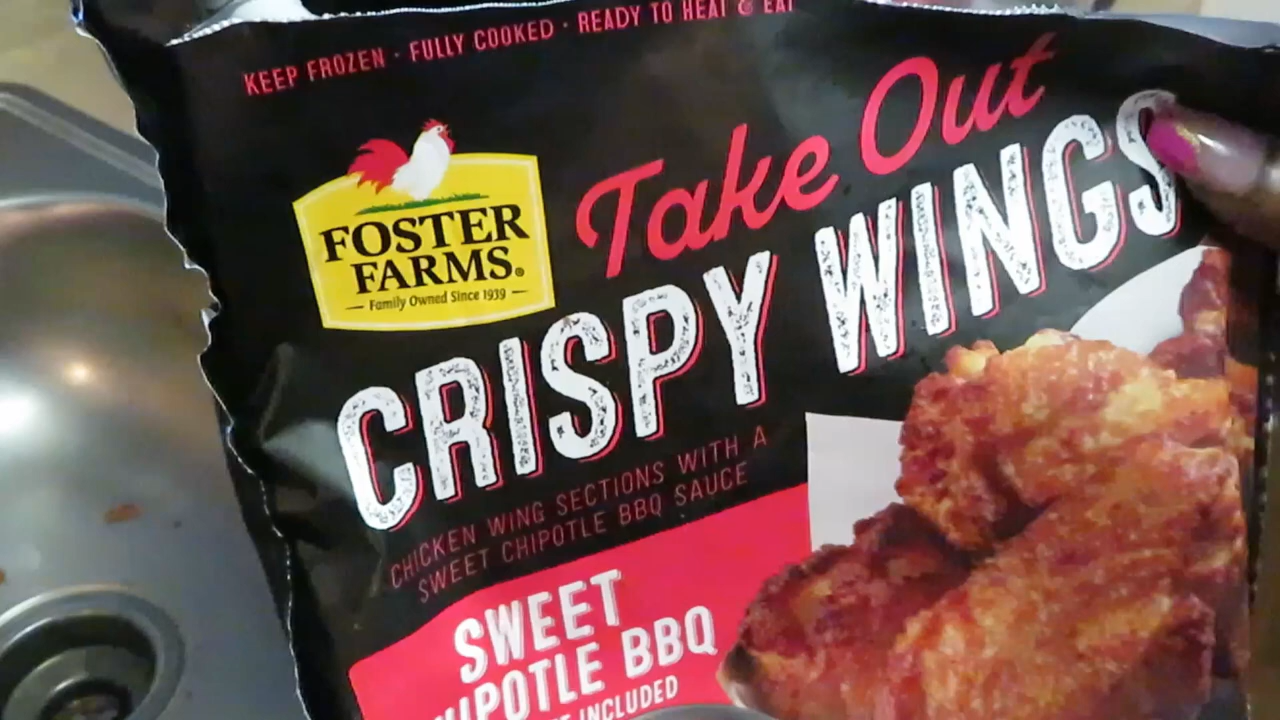 KEEP FROZEN · FULLY COOKED · READY TO HEAT & EAT
FOSTER
FARMS®
Family Owned Since 1939
Take Out
CRISPY WINGS
CHICKEN WING SECTIONS WITH A
SWEET CHIPOTLE BBQ SAUCE
SWEET
IPOTLE BBQ
INCLUDED